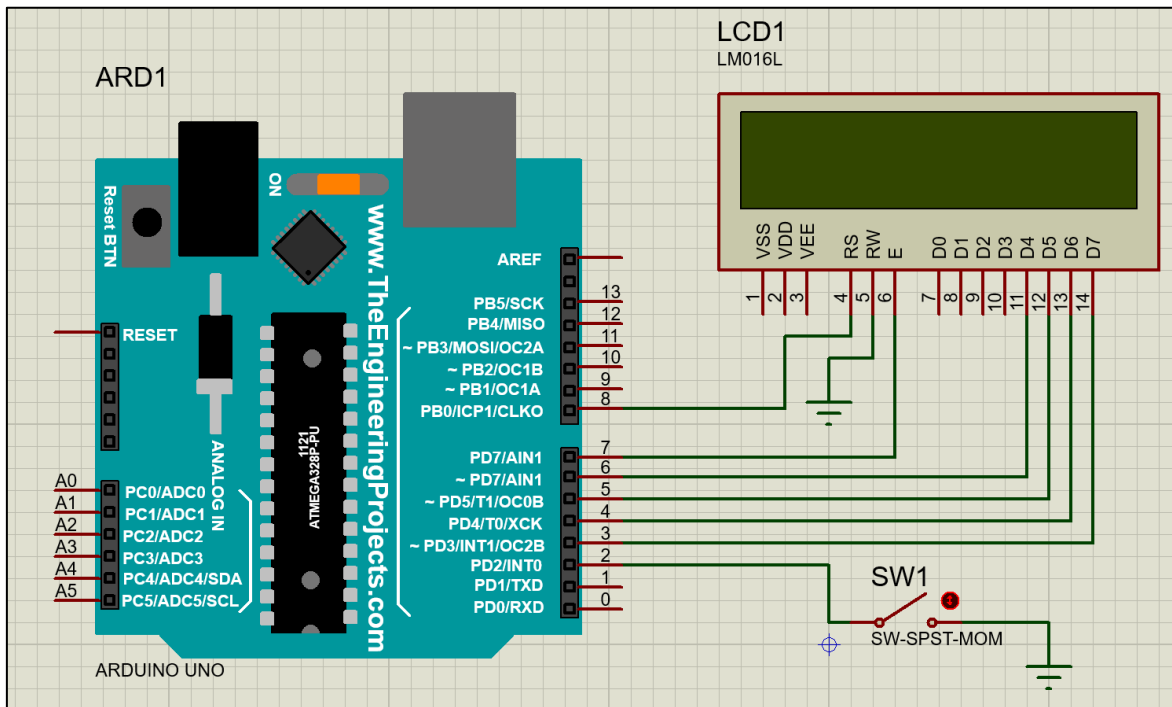 ARD1
ON
Reset BTN
www.TheEngineeringProjects.com
RESET
ANALOG IN
1121
ATMEGA328P-PU
AREF
PB5/SCK 13
PB4/MISO 12
~ PB3/MOSI/OC2A 11
~ PB2/OC1B 10
~ PB1/OC1A 9
PB0/ICP1/CLKO 8
PD7/AIN1 7
~ PD7/AIN1 6
~ PD5/T1/OC0B 5
PD4/T0/XCK 4
~ PD3/INT1/OC2B 3
PD2/INT0 2
PD1/TXD 1
PD0/RXD 0
A0 PC0/ADC0
A1 PC1/ADC1
A2 PC2/ADC2
A3 PC3/ADC3
A4 PC4/ADC4/SDA
A5 PC5/ADC5/SCL
ARDUINO UNO
LCD1
LM016L
VSS
VDD
VEE
RS
RW
E
D0
D1
D2
D3
D4
D5
D6
D7
1
2
3
4
5
6
7
8
9
10
11
12
13
14
SW1
SW-SPST-MOM